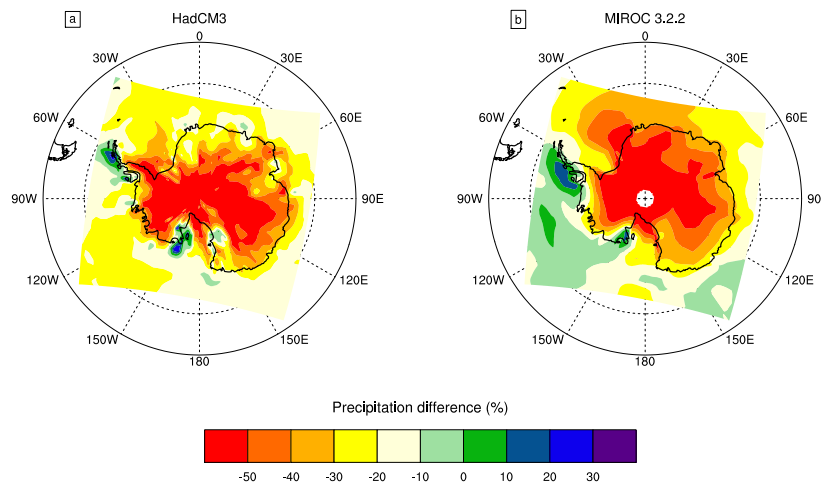 a HadCM3
0
30W 30E
60W 60E
90W 90E
120W 120E
150W 150E
180
b MIROC 3.2.2
0
30W 30E
60W 60E
90W 90E
120W 120E
150W 150E
180
Precipitation difference (%)
-50 -40 -30 -20 -10 0 10 20 30